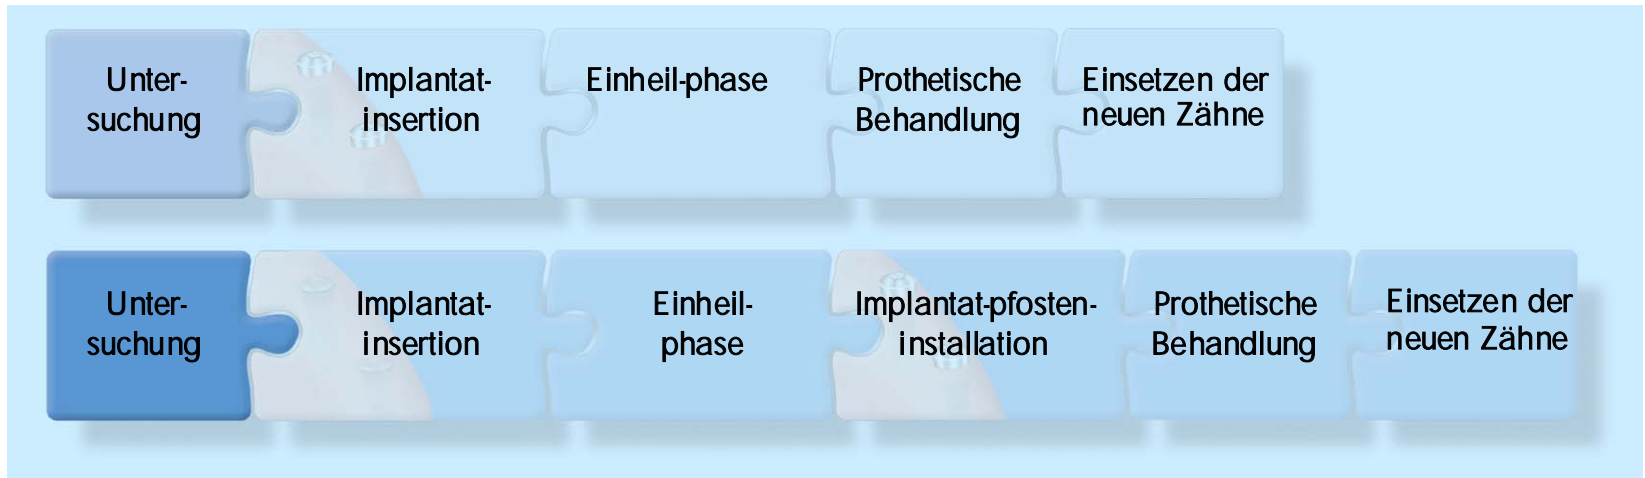 Unter-
suchung
Implantat-
insertion
Einheil-phase
Prothetische
Behandlung
Einsetzen der
neuen Zähne
Unter-
suchung
Implantat-
insertion
Einheil-
phase
Implantat-pfosten-
installation
Prothetische
Behandlung
Einsetzen der
neuen Zähne